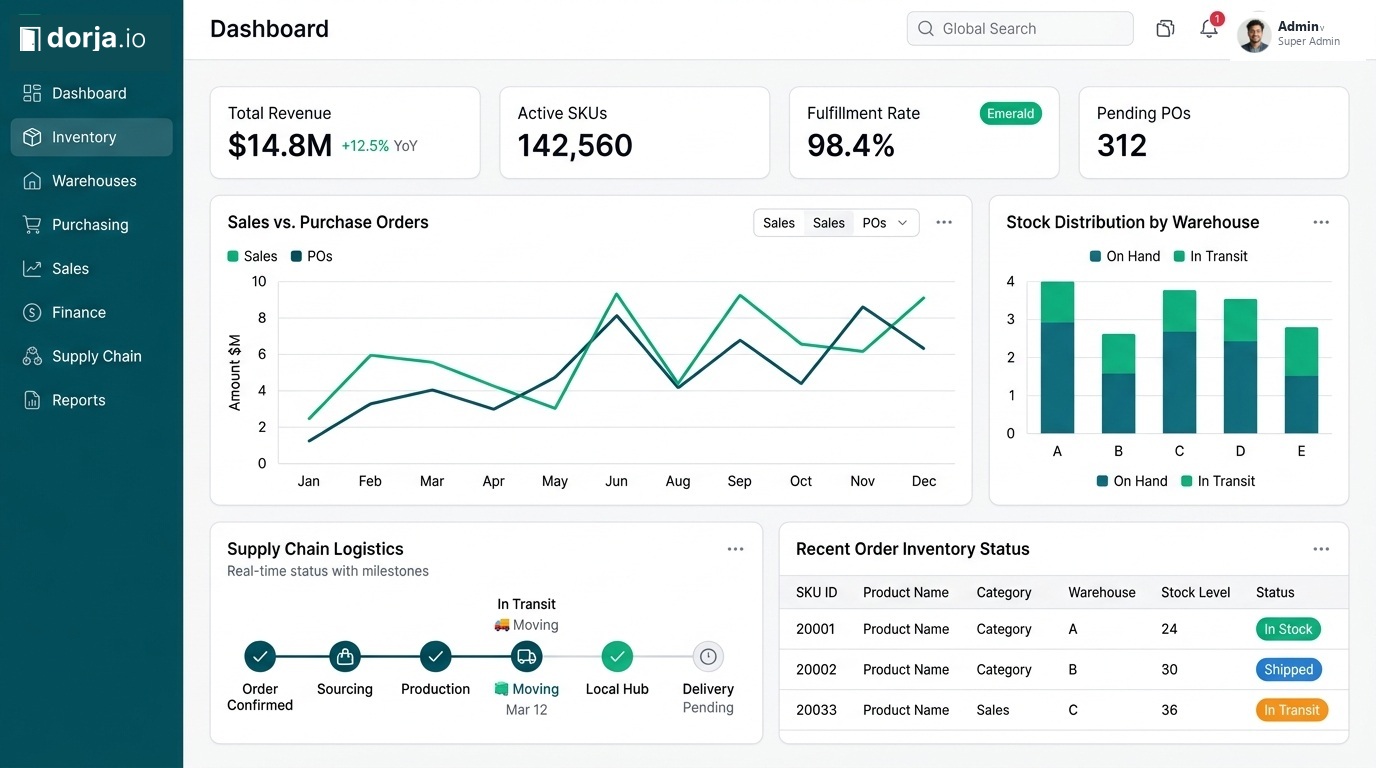 dorja.io
Dashboard
Inventory
Warehouses
Purchasing
Sales
Finance
Supply Chain
Reports
Dashboard
Global Search
1
Admin
Super Admin
Total Revenue
$14.8M +12.5% YoY
Active SKUs
142,560
Fulfillment Rate Emerald
98.4%
Pending POs
312
Sales vs. Purchase Orders
Sales Sales POs
Sales POs
Amount $M
10
8
6
4
2
0
Jan Feb Mar Apr May Jun Aug Sep Oct Nov Dec
Stock Distribution by Warehouse
On Hand In Transit
4
3
2
1
0
A B C D E
On Hand In Transit
Supply Chain Logistics
Real-time status with milestones
In Transit
Moving
Order Confirmed
Sourcing
Production
Moving
Mar 12
Local Hub
Delivery
Pending
Recent Order Inventory Status
SKU ID Product Name Category Warehouse Stock Level Status
20001 Product Name Category A 24 In Stock
20002 Product Name Category B 30 Shipped
20033 Product Name Sales C 36 In Transit